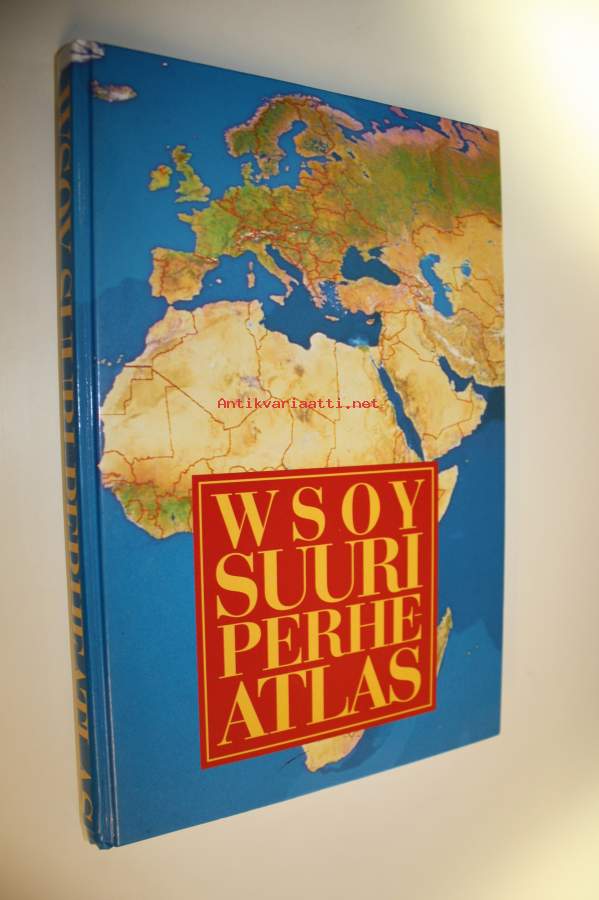 WSOY SUURI PERHEATLAS
Antikvariaatti.net
WSOY
SUURI
PERHE-
ATLAS